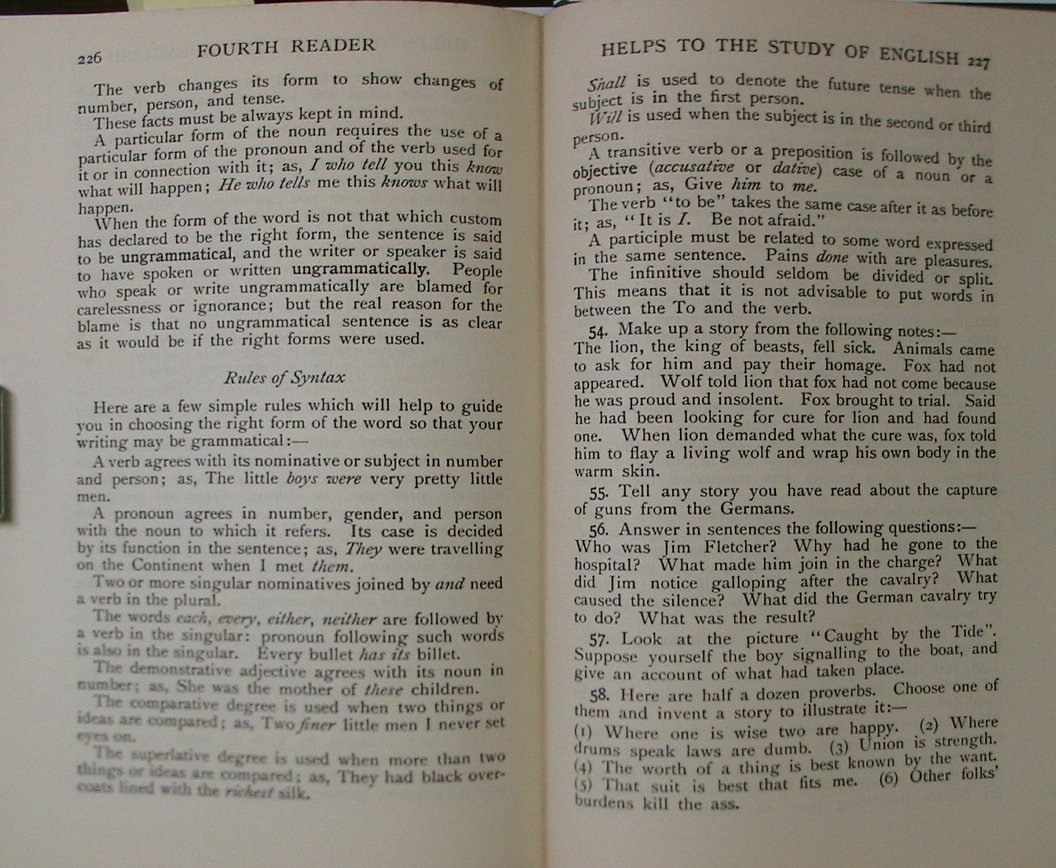 226 FOURTH READER
The verb changes its form to show changes of
number, person, and tense.
These facts must be always kept in mind.
A particular form of the noun requires the use of a
particular form of the pronoun and of the verb used for
it or in connection with it; as, I who tell you this know
what will happen; He who tells me this knows what will
happen.
When the form of the word is not that which custom
has declared to be the right form, the sentence is said
to be ungrammatical, and the writer or speaker is said
to have spoken or written ungrammatically. People
who speak or write ungrammatically are blamed for
carelessness or ignorance; but the real reason for the
blame is that no ungrammatical sentence is as clear
as it would be if the right forms were used.
Rules of Syntax
Here are a few simple rules which will help to guide
you in choosing the right form of the word so that your
writing may be grammatical:—
A verb agrees with its nominative or subject in number
and person; as, The little boys were very pretty little
men.
A pronoun agrees in number, gender, and person
with the noun to which it refers. Its case is decided
by its function in the sentence; as, They were travelling
on the Continent when I met them.
Two or more singular nominatives joined by and need
a verb in the plural.
The words each, every, either, neither are followed by
a verb in the singular: pronoun following such words
is also in the singular. Every bullet has its billet.
The demonstrative adjective agrees with its noun in
number; as, She was the mother of these children.
The comparative degree is used when two things or
ideas are compared; as, Two finer little men I never set
eyes on.
The superlative degree is used when more than two
things or ideas are compared; as, They had black over-
coats lined with the richest silk.
HELPS TO THE STUDY OF ENGLISH 227
Shall is used to denote the future tense when the
subject is in the first person.
Will is used when the subject is in the second or third
person.
A transitive verb or a preposition is followed by the
objective (accusative or dative) case of a noun or a
pronoun; as, Give him to me.
The verb "to be" takes the same case after it as before
it; as, "It is I. Be not afraid."
A participle must be related to some word expressed
in the same sentence. Pains done with are pleasures.
The infinitive should seldom be divided or split.
This means that it is not advisable to put words in
between the To and the verb.
54. Make up a story from the following notes:—
The lion, the king of beasts, fell sick. Animals came
to ask for him and pay their homage. Fox had not
appeared. Wolf told lion that fox had not come because
he was proud and insolent. Fox brought to trial. Said
he had been looking for cure for lion and had found
one. When lion demanded what the cure was, fox told
him to flay a living wolf and wrap his own body in the
warm skin.
55. Tell any story you have read about the capture
of guns from the Germans.
56. Answer in sentences the following questions:—
Who was Jim Fletcher? Why had he gone to the
hospital? What made him join in the charge? What
did Jim notice galloping after the cavalry? What
caused the silence? What did the German cavalry try
to do? What was the result?
57. Look at the picture "Caught by the Tide".
Suppose yourself the boy signalling to the boat, and
give an account of what had taken place.
58. Here are half a dozen proverbs. Choose one of
them and invent a story to illustrate it:—
(1) Where one is wise two are happy. (2) Where
drums speak laws are dumb. (3) Union is strength.
(4) The worth of a thing is best known by the want.
(5) That suit is best that fits me. (6) Other folks'
burdens kill the ass.